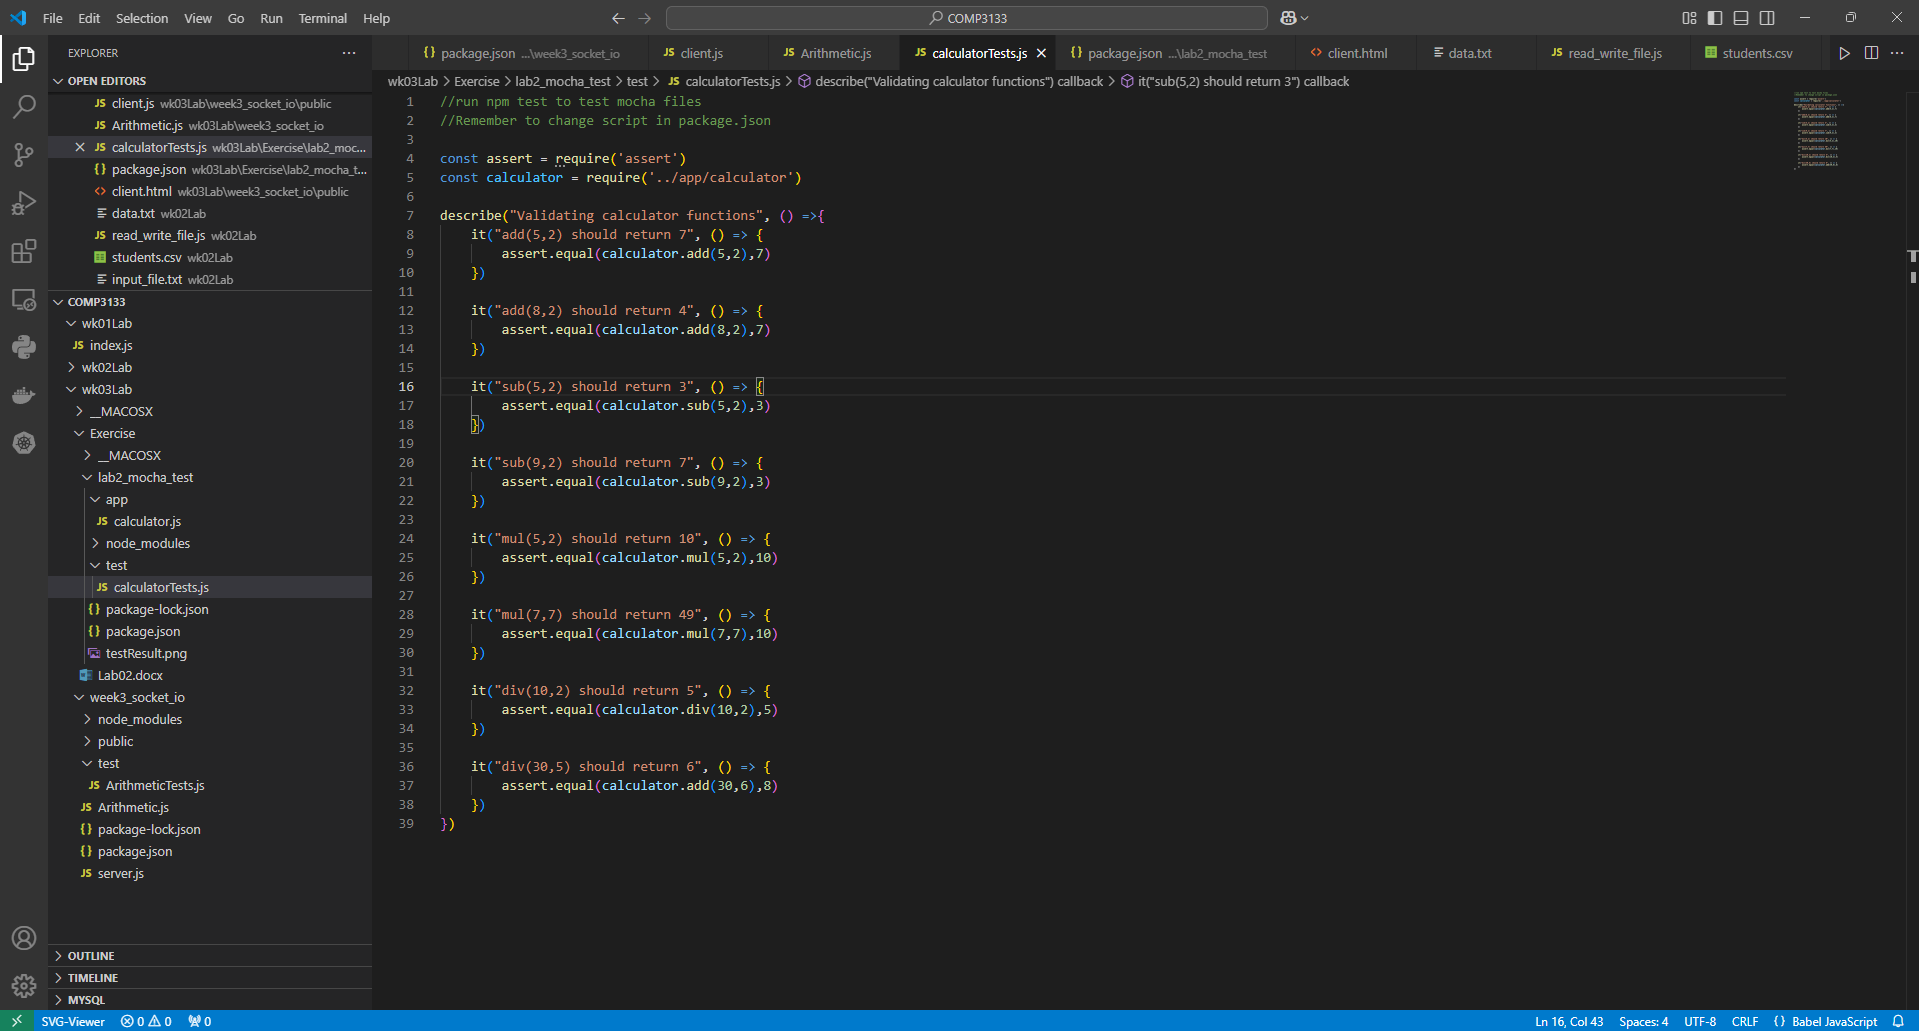 File Edit Selection View Go Run Terminal Help
COMP3133
EXPLORER
OPEN EDITORS
JS client.js wk03Lab\week3_socket_io\public
JS Arithmetic.js wk03Lab\week3_socket_io
JS calculatorTests.js wk03Lab\Exercise\lab2_moc...
{} package.json wk03Lab\Exercise\lab2_mocha_t...
<> client.html wk03Lab\week3_socket_io\public
data.txt wk02Lab
JS read_write_file.js wk02Lab
students.csv wk02Lab
input_file.txt wk02Lab
COMP3133
wk01Lab
JS index.js
wk02Lab
wk03Lab
__MACOSX
Exercise
__MACOSX
lab2_mocha_test
app
JS calculator.js
node_modules
test
JS calculatorTests.js
{} package-lock.json
{} package.json
testResult.png
Lab02.docx
week3_socket_io
node_modules
public
test
JS ArithmeticTests.js
JS Arithmetic.js
{} package-lock.json
{} package.json
JS server.js
OUTLINE
TIMELINE
MYSQL
{} package.json ...\week3_socket_io JS client.js JS Arithmetic.js JS calculatorTests.js {} package.json ...\lab2_mocha_test <> client.html data.txt JS read_write_file.js students.csv
wk03Lab > Exercise > lab2_mocha_test > test > JS calculatorTests.js > describe("Validating calculator functions") callback > it("sub(5,2) should return 3") callback
1 //run npm test to test mocha files
2 //Remember to change script in package.json
3
4 const assert = require('assert')
5 const calculator = require('../app/calculator')
6
7 describe("Validating calculator functions", () =>{
8 it("add(5,2) should return 7", () => {
9 assert.equal(calculator.add(5,2),7)
10 })
11
12 it("add(8,2) should return 4", () => {
13 assert.equal(calculator.add(8,2),7)
14 })
15
16 it("sub(5,2) should return 3", () => {
17 assert.equal(calculator.sub(5,2),3)
18 })
19
20 it("sub(9,2) should return 7", () => {
21 assert.equal(calculator.sub(9,2),3)
22 })
23
24 it("mul(5,2) should return 10", () => {
25 assert.equal(calculator.mul(5,2),10)
26 })
27
28 it("mul(7,7) should return 49", () => {
29 assert.equal(calculator.mul(7,7),10)
30 })
31
32 it("div(10,2) should return 5", () => {
33 assert.equal(calculator.div(10,2),5)
34 })
35
36 it("div(30,5) should return 6", () => {
37 assert.equal(calculator.add(30,6),8)
38 })
39 })
SVG-Viewer 0 0 0
Ln 16, Col 43 Spaces: 4 UTF-8 CRLF {} Babel JavaScript